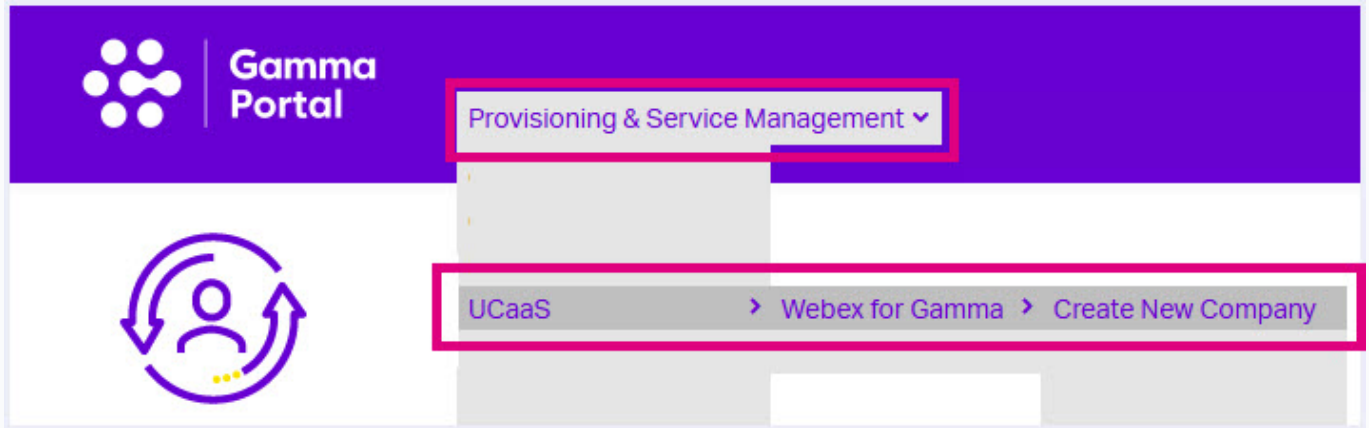 Gamma
Portal
Provisioning & Service Management
UCaaS > Webex for Gamma > Create New Company